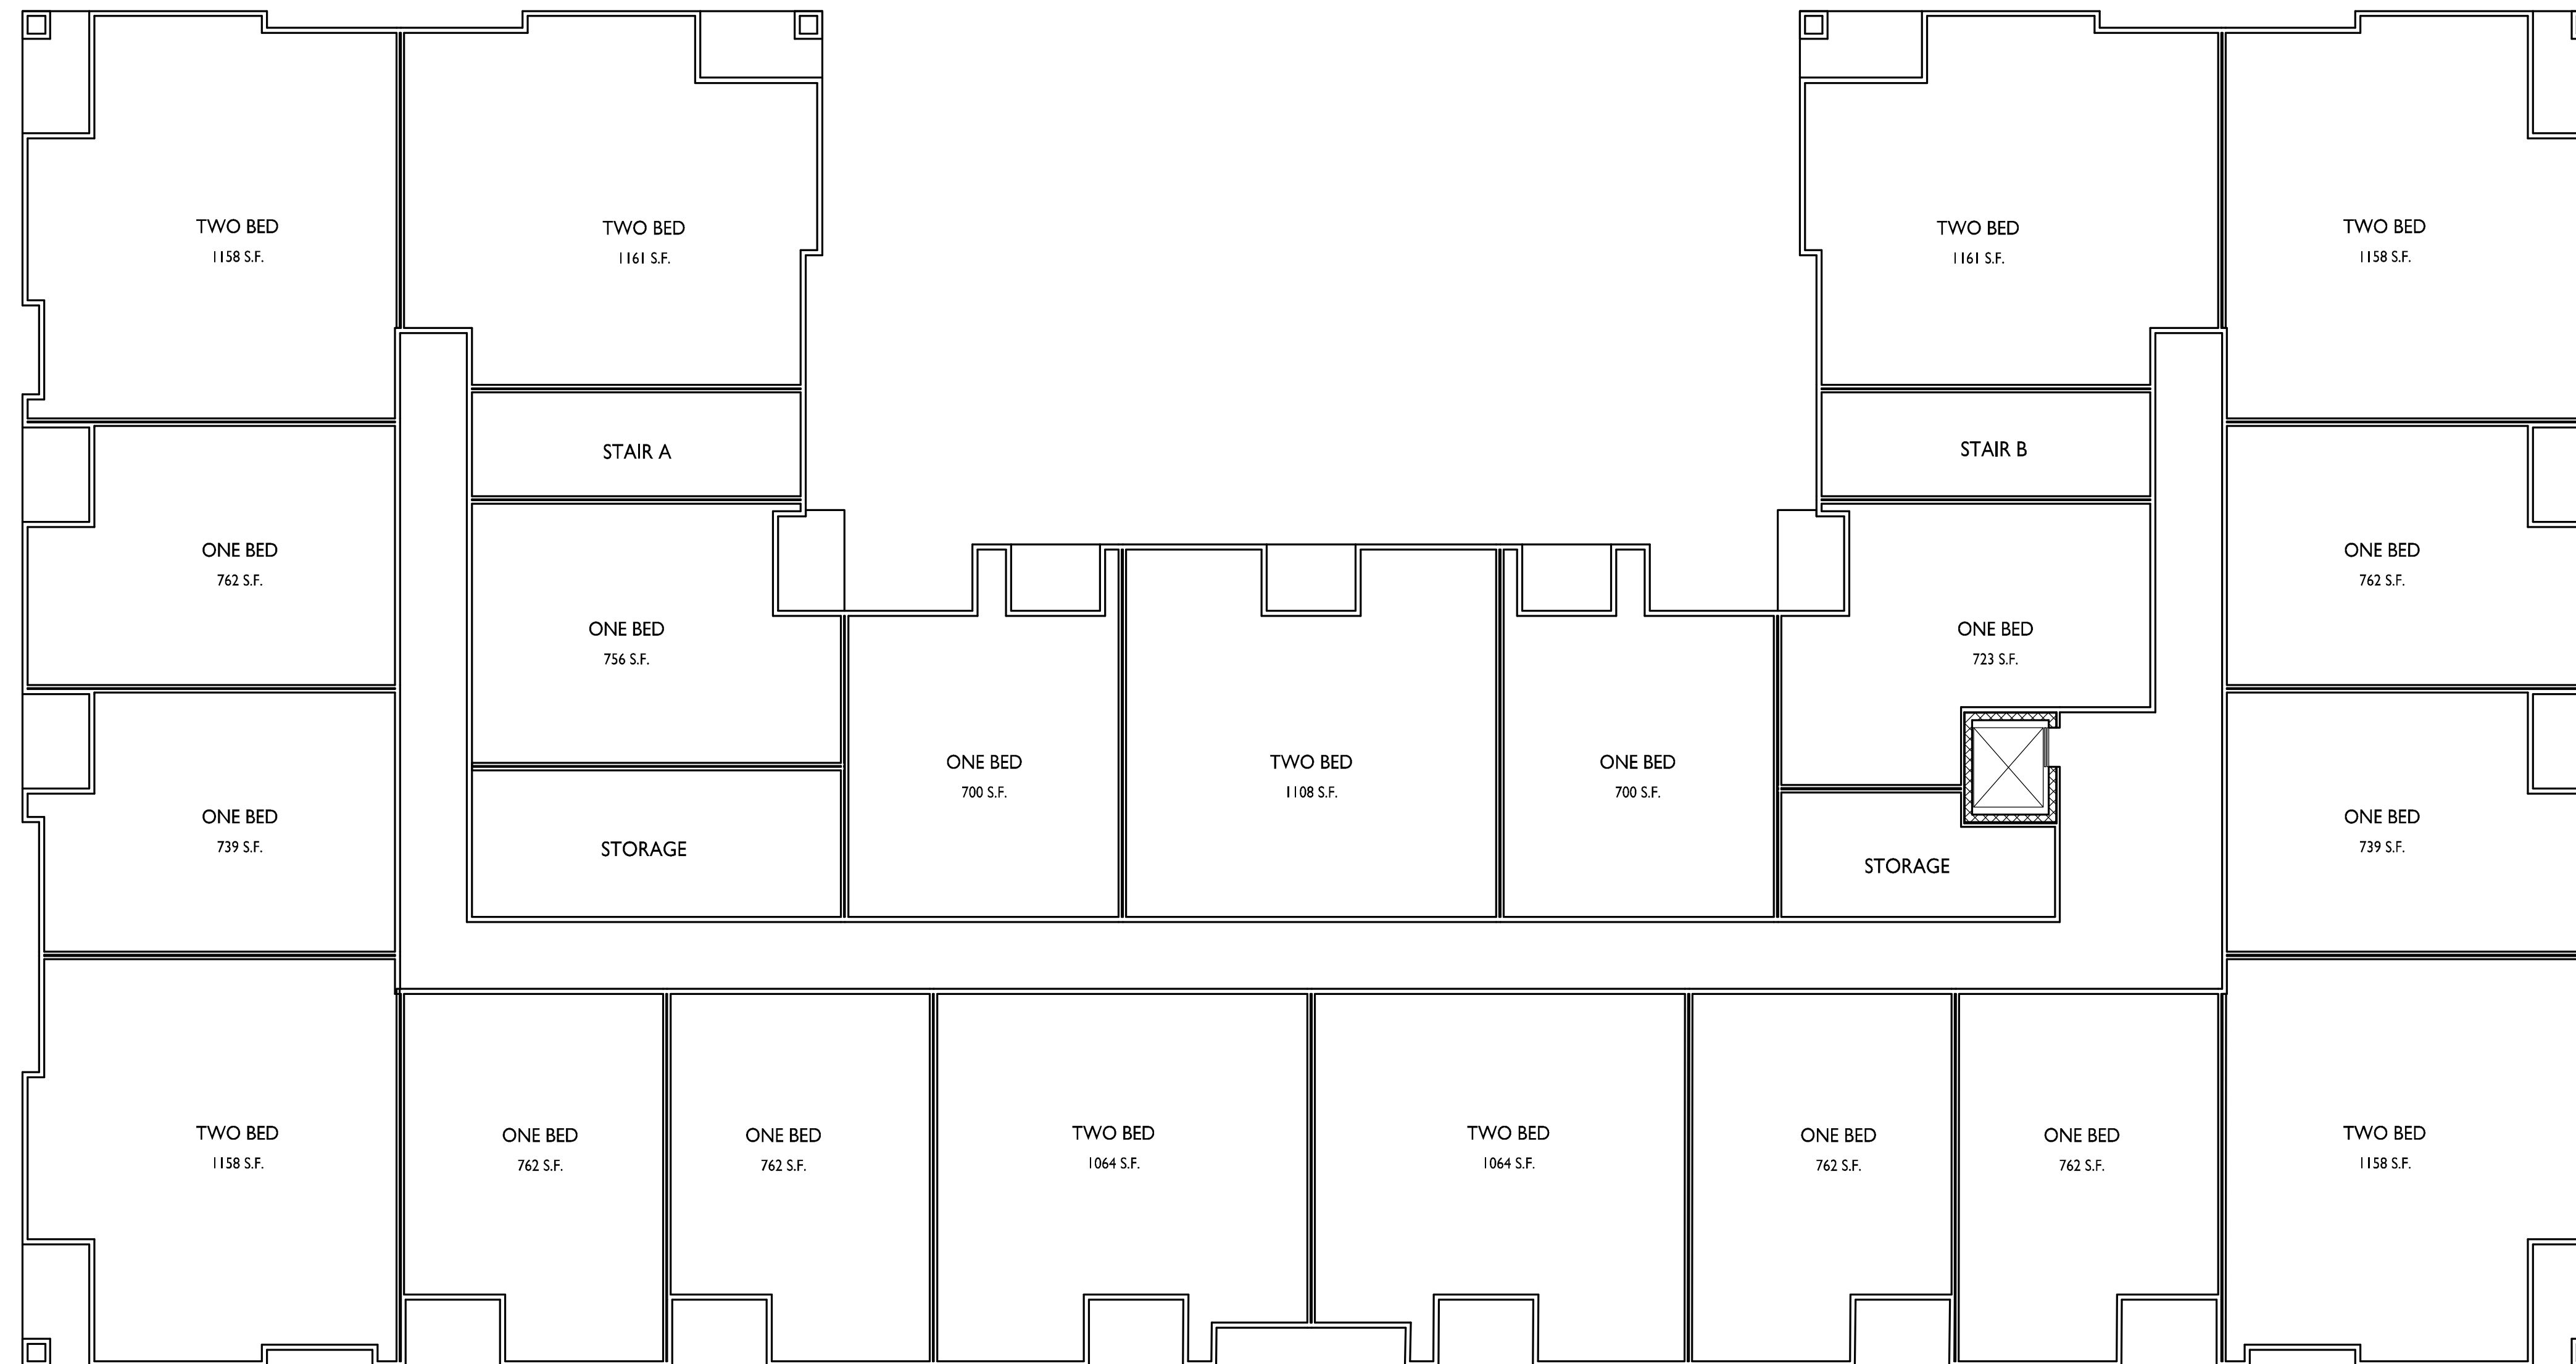 TWO BED
1158 S.F.
TWO BED
1161 S.F.
TWO BED
1161 S.F.
TWO BED
1158 S.F.
STAIR A
STAIR B
ONE BED
762 S.F.
ONE BED
756 S.F.
ONE BED
723 S.F.
ONE BED
762 S.F.
ONE BED
739 S.F.
STORAGE
ONE BED
700 S.F.
TWO BED
1108 S.F.
ONE BED
700 S.F.
STORAGE
ONE BED
739 S.F.
TWO BED
1158 S.F.
ONE BED
762 S.F.
ONE BED
762 S.F.
TWO BED
1064 S.F.
TWO BED
1064 S.F.
ONE BED
762 S.F.
ONE BED
762 S.F.
TWO BED
1158 S.F.